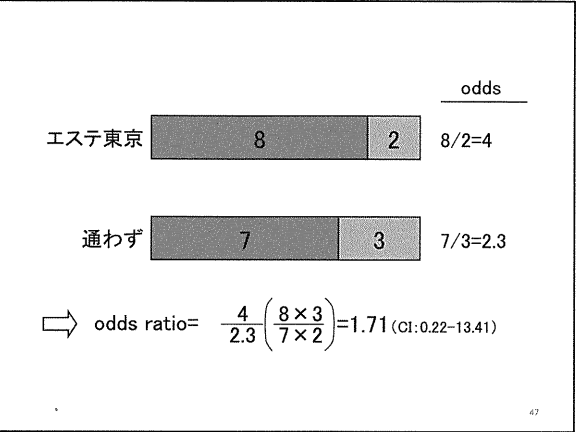 odds
エステ東京 8 2 8/2=4
通わず 7 3 7/3=2.3
⇨ odds ratio= 4/2.3 (8×3/7×2)=1.71(CI:0.22-13.41)
47